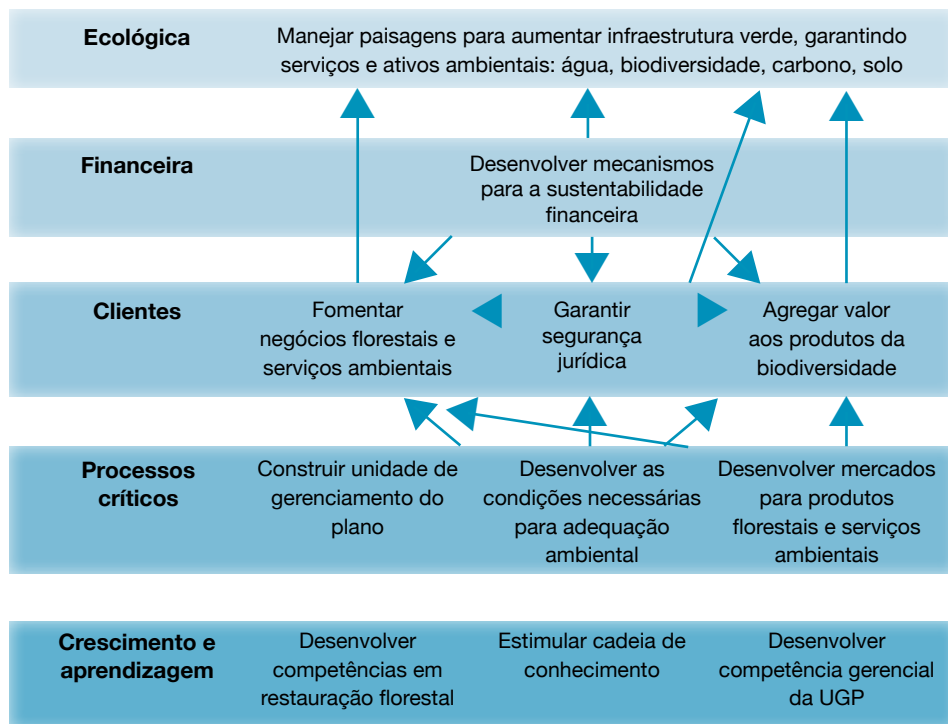 Ecológica
Manejar paisagens para aumentar infraestrutura verde, garantindo
serviços e ativos ambientais: água, biodiversidade, carbono, solo
Financeira
Desenvolver mecanismos
para a sustentabilidade
financeira
Clientes
Fomentar
negócios florestais e
serviços ambientais
Garantir
segurança
jurídica
Agregar valor
aos produtos da
biodiversidade
Processos
críticos
Construir unidade de
gerenciamento do
plano
Desenvolver as
condições necessárias
para adequação
ambiental
Desenvolver mercados
para produtos
florestais e serviços
ambientais
Crescimento e
aprendizagem
Desenvolver
competências em
restauração florestal
Estimular cadeia de
conhecimento
Desenvolver
competência gerencial
da UGP